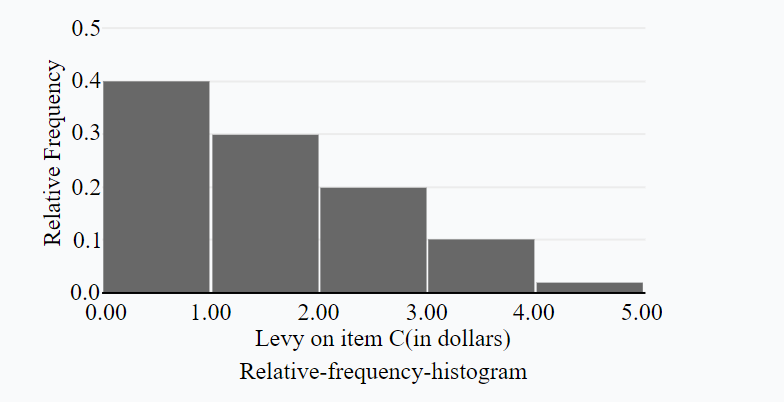 0.5
0.4
0.3
0.2
0.1
0.0
Relative Frequency
0.00 1.00 2.00 3.00 4.00 5.00
Levy on item C(in dollars)
Relative-frequency-histogram